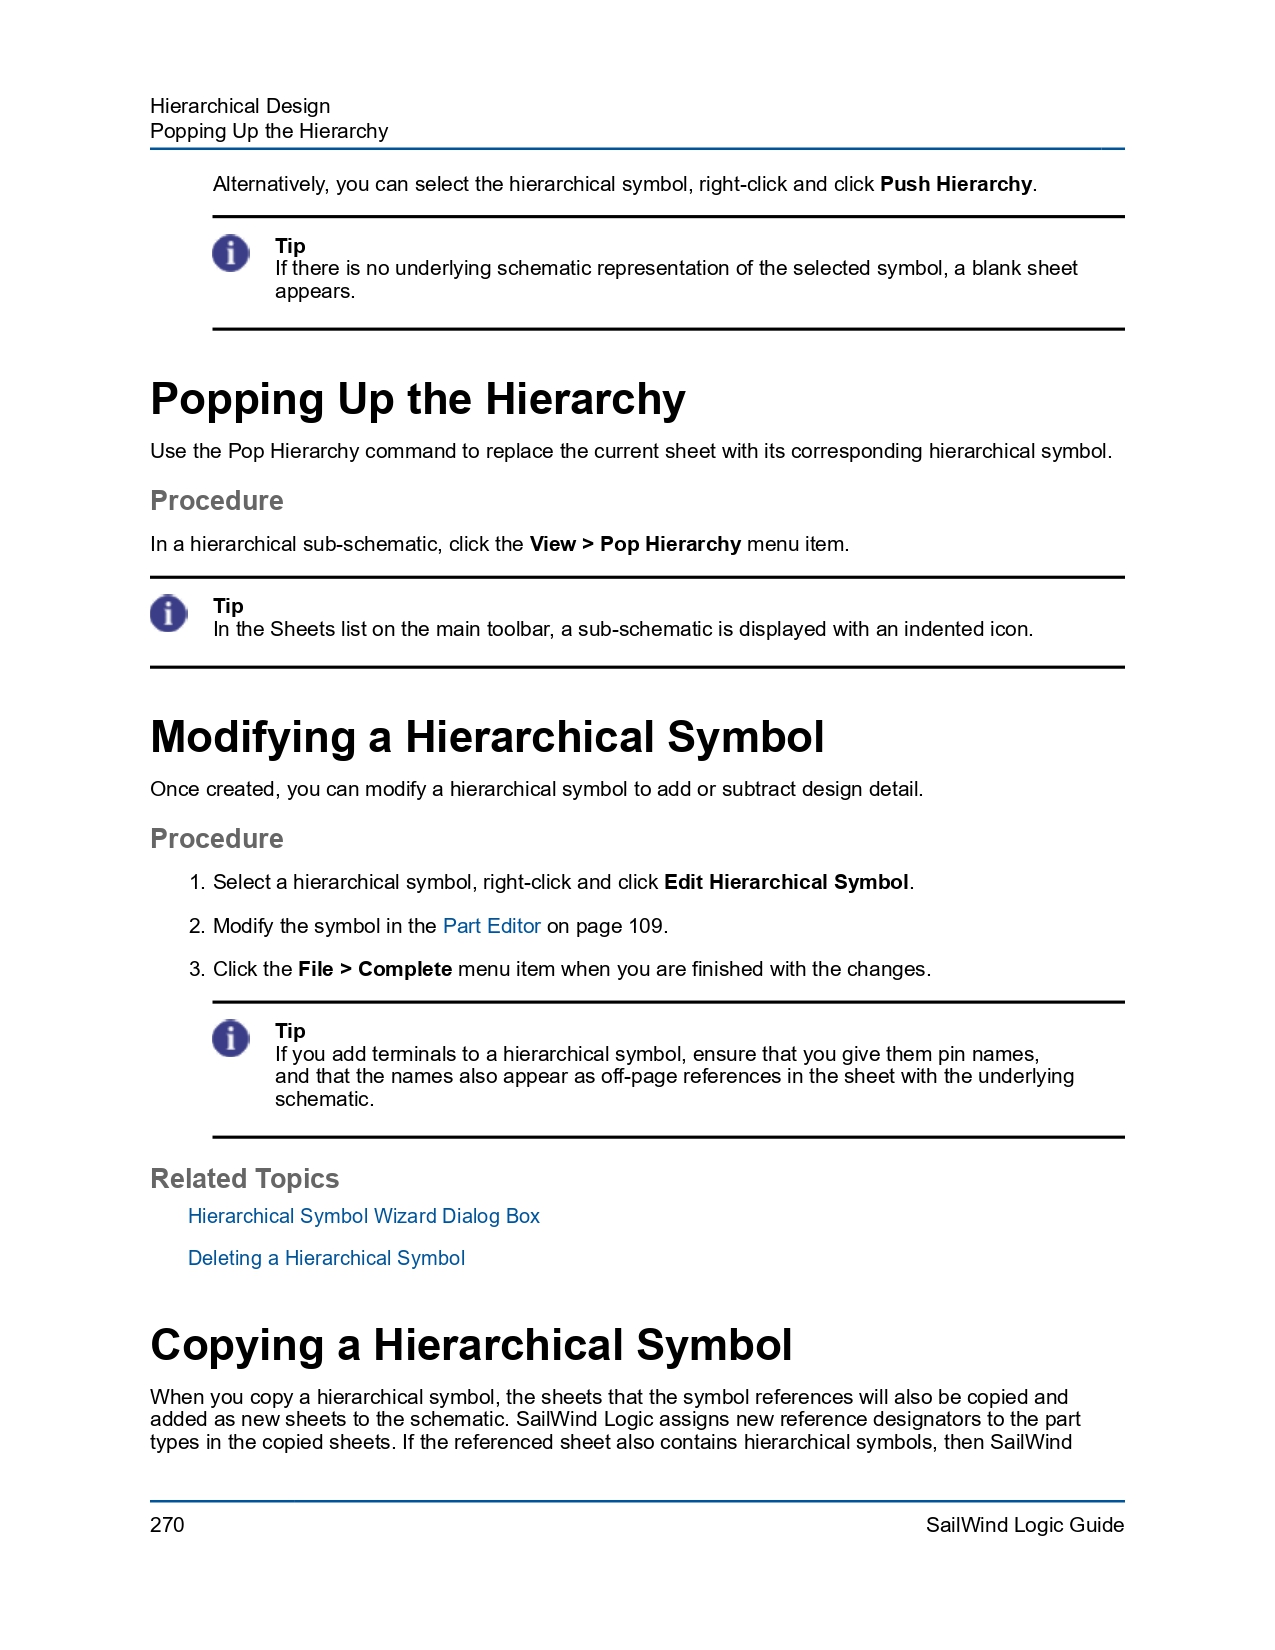 Hierarchical Design
Popping Up the Hierarchy
Alternatively, you can select the hierarchical symbol, right-click and click Push Hierarchy.
Tip
If there is no underlying schematic representation of the selected symbol, a blank sheet
appears.
Popping Up the Hierarchy
Use the Pop Hierarchy command to replace the current sheet with its corresponding hierarchical symbol.
Procedure
In a hierarchical sub-schematic, click the View > Pop Hierarchy menu item.
Tip
In the Sheets list on the main toolbar, a sub-schematic is displayed with an indented icon.
Modifying a Hierarchical Symbol
Once created, you can modify a hierarchical symbol to add or subtract design detail.
Procedure
1. Select a hierarchical symbol, right-click and click Edit Hierarchical Symbol.
2. Modify the symbol in the Part Editor on page 109.
3. Click the File > Complete menu item when you are finished with the changes.
Tip
If you add terminals to a hierarchical symbol, ensure that you give them pin names,
and that the names also appear as off-page references in the sheet with the underlying
schematic.
Related Topics
Hierarchical Symbol Wizard Dialog Box
Deleting a Hierarchical Symbol
Copying a Hierarchical Symbol
When you copy a hierarchical symbol, the sheets that the symbol references will also be copied and
added as new sheets to the schematic. SailWind Logic assigns new reference designators to the part
types in the copied sheets. If the referenced sheet also contains hierarchical symbols, then SailWind
270
SailWind Logic Guide